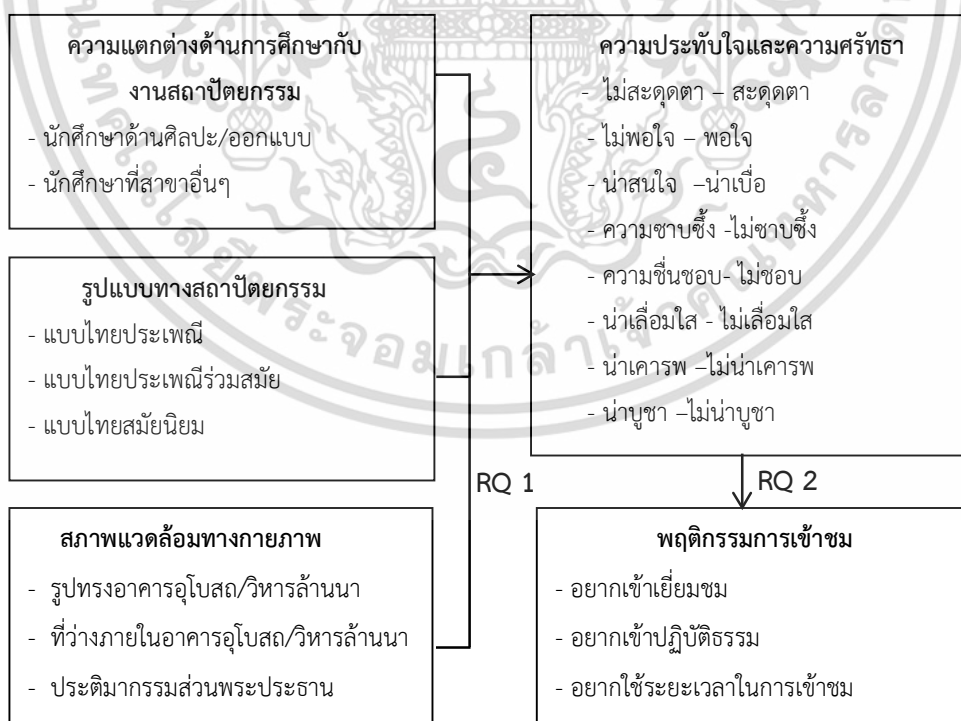 ความแตกต่างด้านการศึกษากับ
งานสถาปัตยกรรม
- นักศึกษาด้านศิลปะ/ออกแบบ
- นักศึกษาที่สาขาอื่นๆ
รูปแบบทางสถาปัตยกรรม
- แบบไทยประเพณี
- แบบไทยประเพณีร่วมสมัย
- แบบไทยสมัยนิยม
สภาพแวดล้อมทางกายภาพ
- รูปทรงอาคารอุโบสถ/วิหารล้านนา
- ที่ว่างภายในอาคารอุโบสถ/วิหารล้านนา
- ประติมากรรมส่วนพระประธาน
RQ 1
ความประทับใจและความศรัทธา
- ไม่สะดุดตา – สะดุดตา
- ไม่พอใจ – พอใจ
- น่าสนใจ –น่าเบื่อ
- ความซาบซึ้ง -ไม่ซาบซึ้ง
- ความชื่นชอบ- ไม่ชอบ
- น่าเลื่อมใส - ไม่เลื่อมใส
- น่าเคารพ –ไม่น่าเคารพ
- น่าบูชา –ไม่น่าบูชา
RQ 2
พฤติกรรมการเข้าชม
- อยากเข้าเยี่ยมชม
- อยากเข้าปฏิบัติธรรม
- อยากใช้ระยะเวลาในการเข้าชม